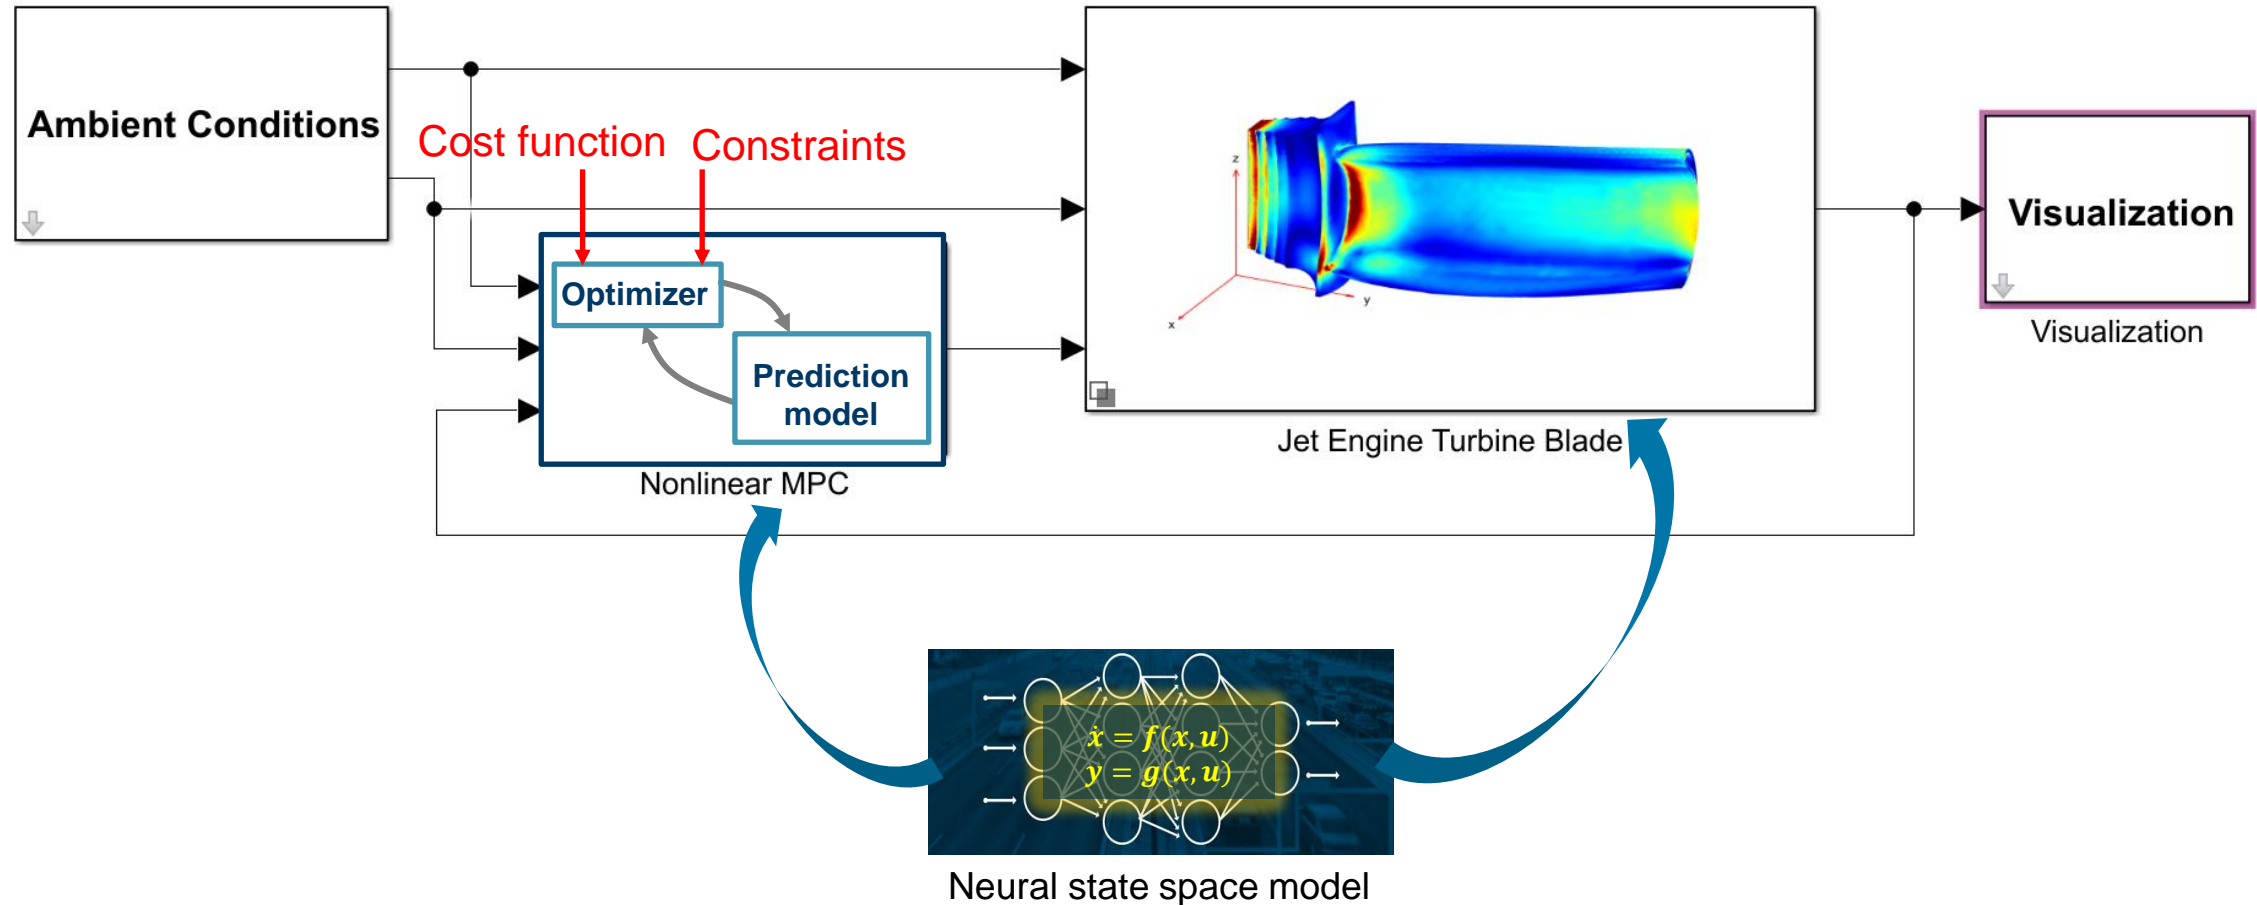 Ambient Conditions
Cost function
Constraints
Optimizer
Prediction
model
Nonlinear MPC
z
y
x
Jet Engine Turbine Blade
Visualization
Visualization
ẋ = f(x, u)
y = g(x, u)
Neural state space model